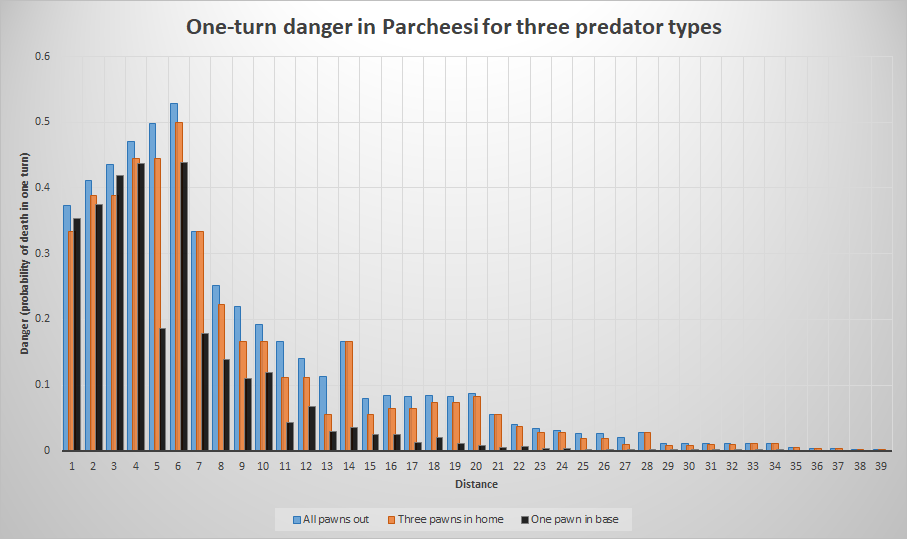 One-turn danger in Parcheesi for three predator types
Danger (probability of death in one turn)
0.6
0.5
0.4
0.3
0.2
0.1
0
1 2 3 4 5 6 7 8 9 10 11 12 13 14 15 16 17 18 19 20 21 22 23 24 25 26 27 28 29 30 31 32 33 34 35 36 37 38 39
Distance
All pawns out Three pawns in home One pawn in base